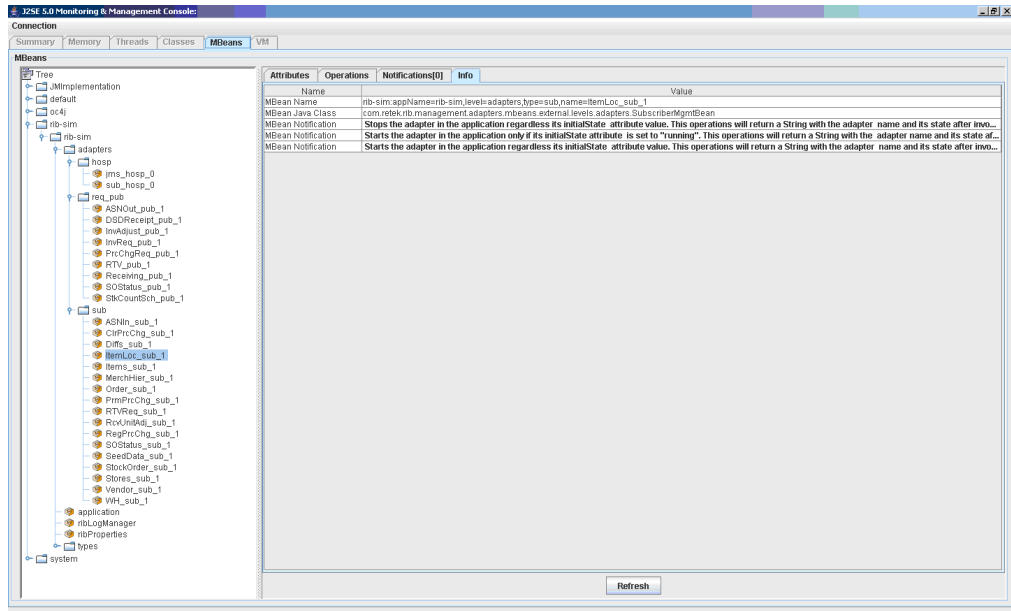 J2SE 5.0 Monitoring & Management Console:
Connection
Summary Memory Threads Classes MBeans VM
MBeans
Tree
JMImplementation
default
oc4j
rib-sim
rib-sim
adapters
hosp
jms_hosp_0
sub_hosp_0
req_pub
ASNOut_pub_1
DSDReceipt_pub_1
InvAdjust_pub_1
InvReq_pub_1
PrcChgReq_pub_1
RTV_pub_1
Receiving_pub_1
SOStatus_pub_1
StkCountSch_pub_1
sub
ASNIn_sub_1
ClrPrcChg_sub_1
Diffs_sub_1
ItemLoc_sub_1
Items_sub_1
MerchHier_sub_1
Order_sub_1
PrmPrcChg_sub_1
RTVReq_sub_1
RcvUnitAdj_sub_1
RegPrcChg_sub_1
SOStatus_sub_1
SeedData_sub_1
StockOrder_sub_1
Stores_sub_1
Vendor_sub_1
WH_sub_1
application
ribLogManager
ribProperties
types
system
Attributes Operations Notifications[0] Info
Name Value
MBean Name rib-sim:appName=rib-sim,level=adapters,type=sub,name=ItemLoc_sub_1
MBean Java Class com.retek.rib.management.adapters.mbeans.external.levels.adapters.SubscriberMgmtBean
MBean Notification Stops the adapter in the application regardless its initialState attribute value. This operations will return a String with the adapter name and its state after invo...
MBean Notification Starts the adapter in the application only if its initialState attribute is set to "running". This operations will return a String with the adapter name and its state af...
MBean Notification Starts the adapter in the application regardless its initialState attribute value. This operations will return a String with the adapter name and its state after invo...
Refresh